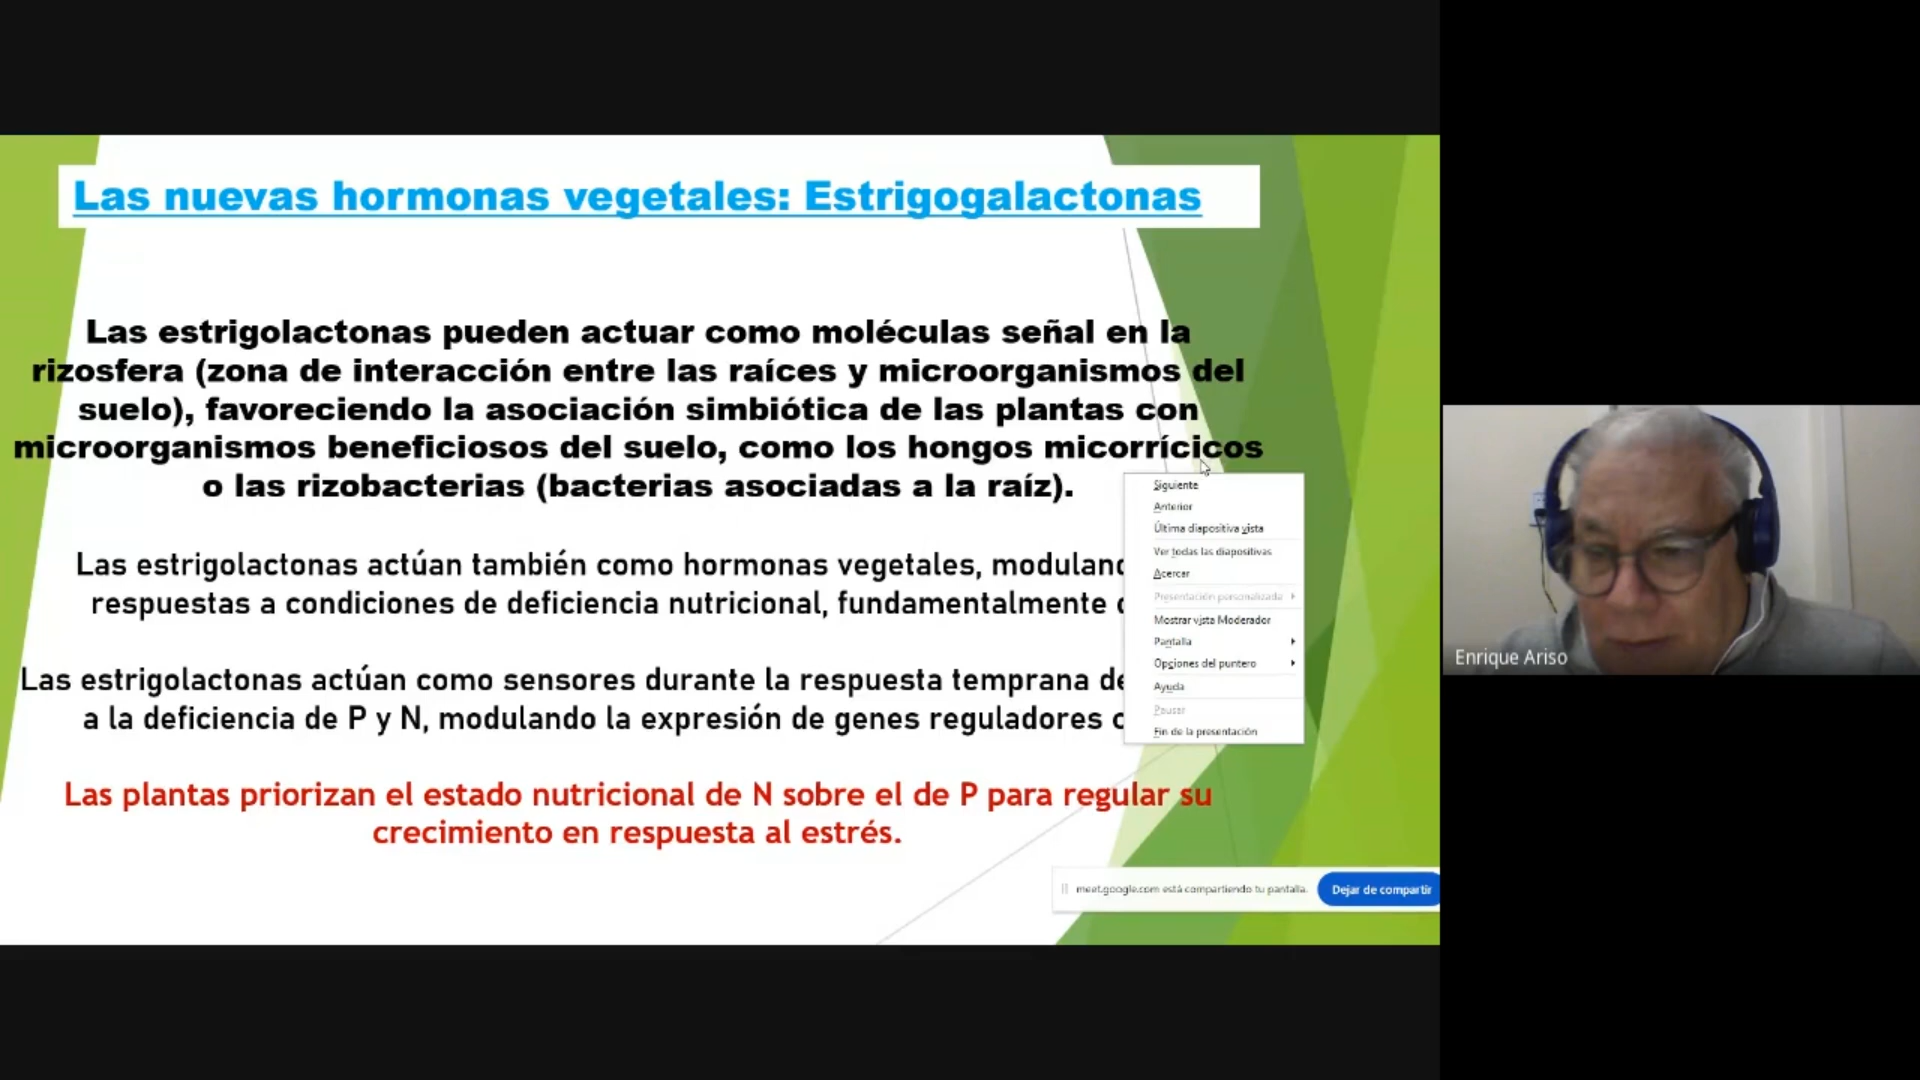 Las nuevas hormonas vegetales: Estrigogalactonas
Las estrigolactonas pueden actuar como moléculas señal en la
rizosfera (zona de interacción entre las raíces y microorganismos del
suelo), favoreciendo la asociación simbiótica de las plantas con
microorganismos beneficiosos del suelo, como los hongos micorrícicos
o las rizobacterias (bacterias asociadas a la raíz).
Las estrigolactonas actúan también como hormonas vegetales,
respuestas a condiciones de deficiencia nutricional, fundamentalmente
Las estrigolactonas actúan como sensores durante la respuesta temprana
a la deficiencia de P y N, modulando la expresión de genes reguladores
Las plantas priorizan el estado nutricional de N sobre el de P para regular su
crecimiento en respuesta al estrés.
Siguiente
Anterior
Última diapositiva vista
Ver todas las diapositivas
Acercar
Presentación personalizada
Mostrar vista Moderador
Pantalla
Opciones del puntero
Ayuda
Pausar
Fin de la presentación
meet.google.com está compartiendo tu pantalla.
Dejar de compartir
Enrique Ariso